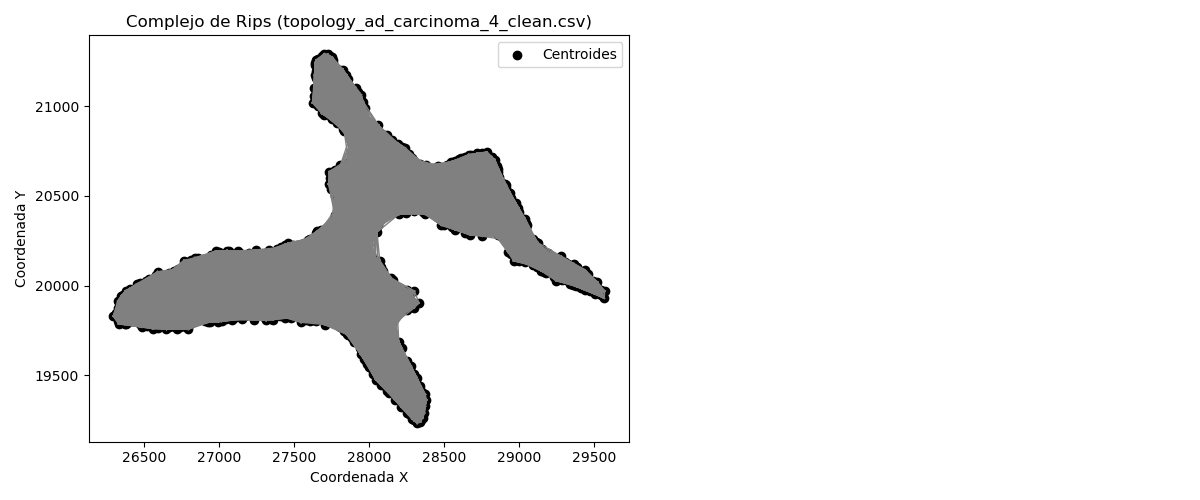 Complejo de Rips (topology_ad_carcinoma_4_clean.csv)
Centroides
21000
20500
20000
19500
Coordenada Y
26500 27000 27500 28000 28500 29000 29500
Coordenada X